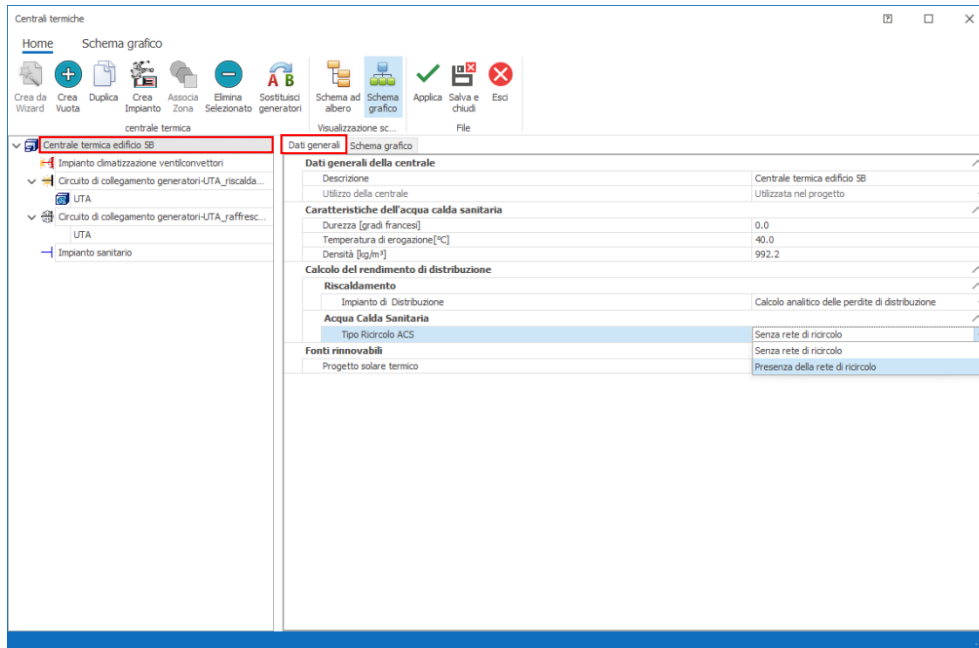 Centrali termiche
Home Schema grafico
Crea da Wizard
Crea Vuota
Duplica
Crea Impianto
Associa Zona
Elimina Selezionato
Sostituisci generatori
Schema ad albero
Schema grafico
Applica
Salva e chiudi
Esci
centrale termica
Visualizzazione sc...
File
Centrale termica edificio 5B
Impianto climatizzazione ventilconvettori
Circuito di collegamento generatori-UTA_riscalda...
UTA
Circuito di collegamento generatori-UTA_raffresc...
UTA
Impianto sanitario
Dati generali Schema grafico
Dati generali della centrale
Descrizione Centrale termica edificio 5B
Utilizzo della centrale Utilizzata nel progetto
Caratteristiche dell'acqua calda sanitaria
Durezza [gradi francesi] 0.0
Temperatura di erogazione[°C] 40.0
Densità [kg/m³] 992.2
Calcolo del rendimento di distribuzione
Riscaldamento
Impianto di Distribuzione Calcolo analitico delle perdite di distribuzione
Acqua Calda Sanitaria
Tipo Ricircolo ACS Senza rete di ricircolo
Fonti rinnovabili Senza rete di ricircolo
Progetto solare termico Presenza della rete di ricircolo